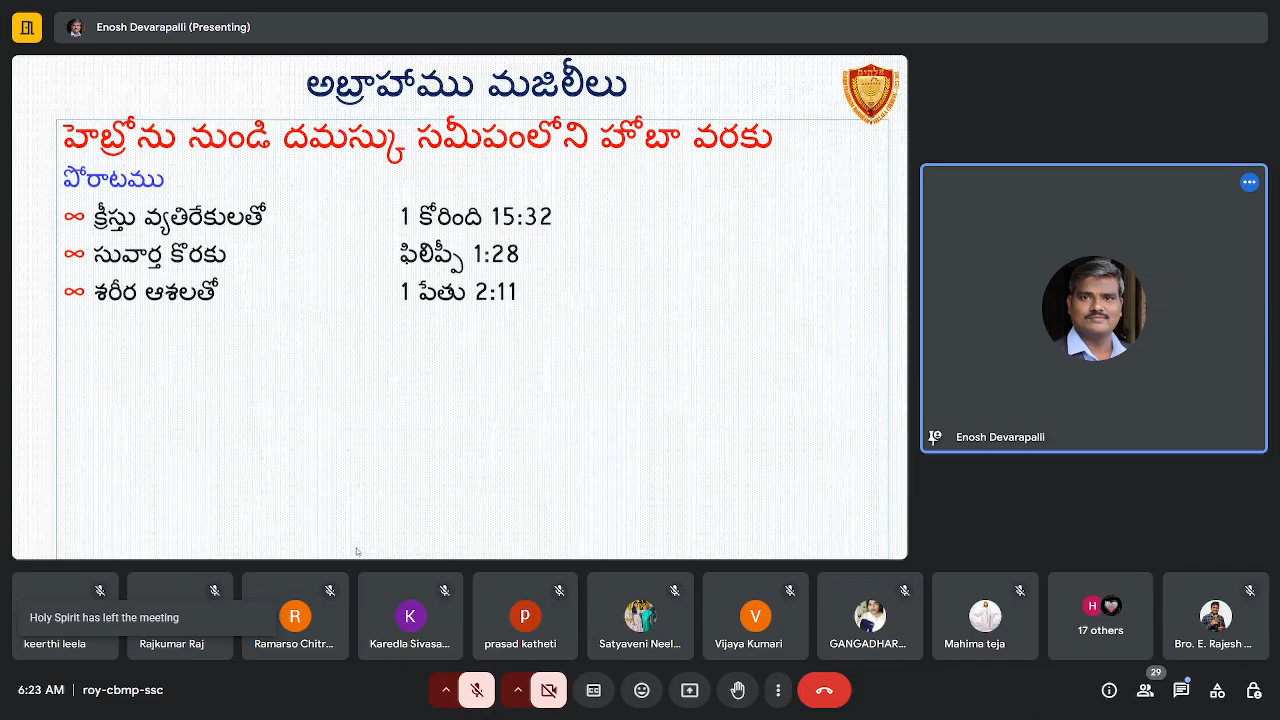 Enosh Devarapalli (Presenting)
అబ్రాహాము మజిలీలు
హెబ్రోను నుండి దమస్కు సమీపంలోని హోబా వరకు
పోరాటము
∞ క్రీస్తు వ్యతిరేకులతో 1 కోరింది 15:32
∞ సువార్త కొరకు ఫిలిప్పీ 1:28
∞ శరీర ఆశలతో 1 పేతు 2:11
Enosh Devarapalli
Holy Spirit has left the meeting
R
K
p
V
H
keerthi leela
Rajkumar Raj
Ramarso Chitr...
Karedla Sivasa...
prasad katheti
Satyaveni Neel...
Vijaya Kumari
GANGADHAR...
Mahima teja
17 others
Bro. E. Rajesh ...
6:23 AM | roy-cbmp-ssc
29